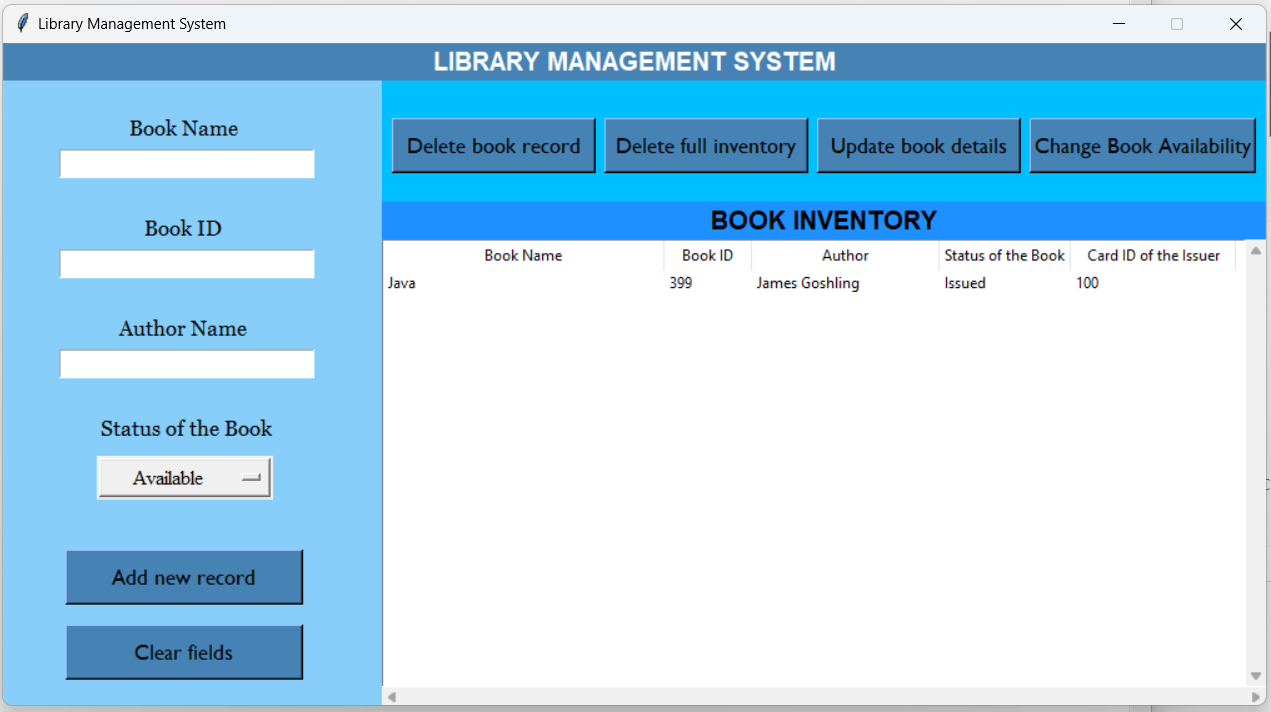 Library Management System
LIBRARY MANAGEMENT SYSTEM
Book Name
Book ID
Author Name
Status of the Book
Available
Add new record
Clear fields
Delete book record Delete full inventory Update book details Change Book Availability
BOOK INVENTORY
Book Name Book ID Author Status of the Book Card ID of the Issuer
Java 399 James Goshling Issued 100